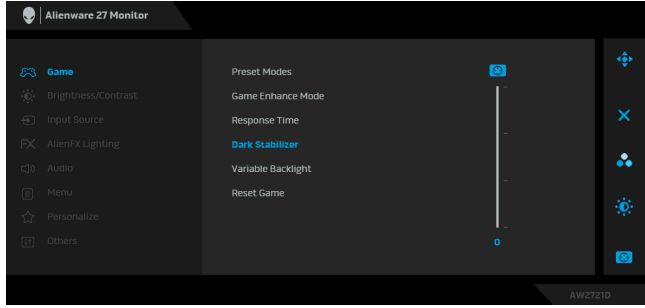 Alienware 27 Monitor
Game
Brightness/Contrast
Input Source
AlienFX Lighting
Audio
Menu
Personalize
Others
Preset Modes
Game Enhance Mode
Response Time
Dark Stabilizer
Variable Backlight
Reset Game
0
AW2721D